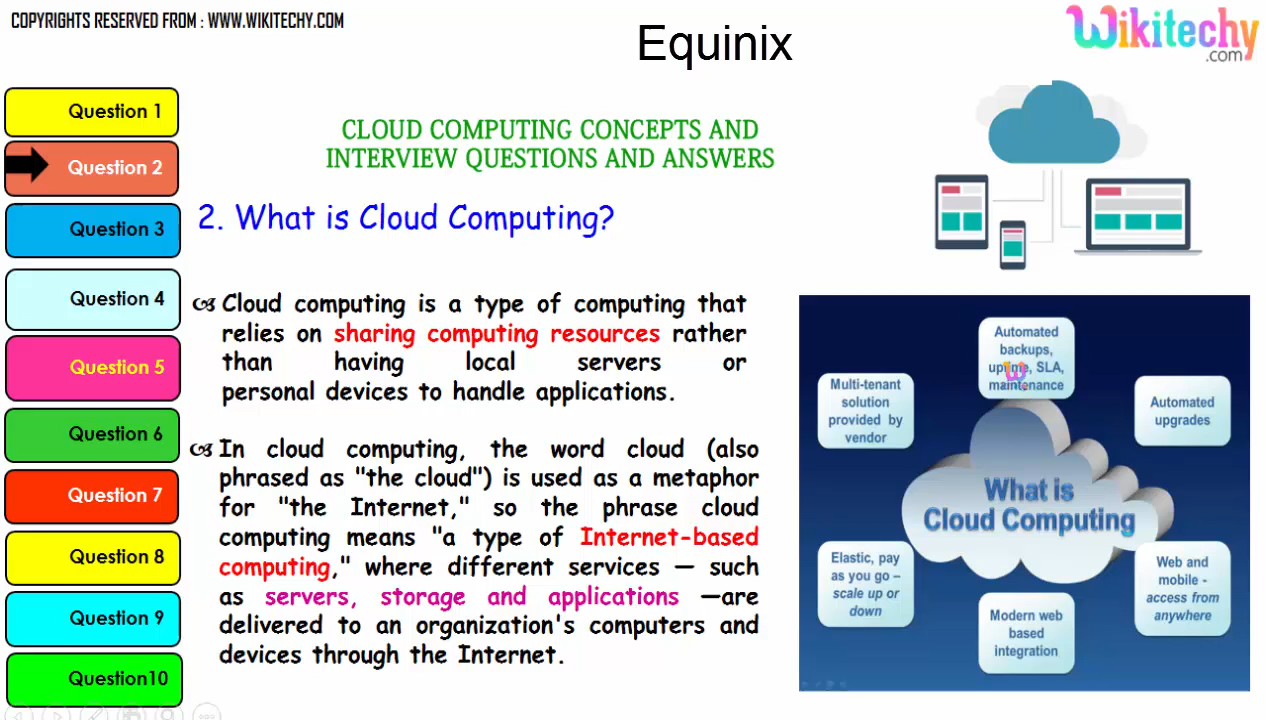 COPYRIGHTS RESERVED FROM : WWW.WIKITECHY.COM
Equinix
Wikitechy
.com
Question 1
Question 2
Question 3
Question 4
Question 5
Question 6
Question 7
Question 8
Question 9
Question10
CLOUD COMPUTING CONCEPTS AND
INTERVIEW QUESTIONS AND ANSWERS
2. What is Cloud Computing?
Cloud computing is a type of computing that
relies on sharing computing resources rather
than having local servers or
personal devices to handle applications.
In cloud computing, the word cloud (also
phrased as "the cloud") is used as a metaphor
for "the Internet," so the phrase cloud
computing means "a type of Internet-based
computing," where different services — such
as servers, storage and applications —are
delivered to an organization's computers and
devices through the Internet.
Automated
backups,
uptime, SLA,
maintenance
Multi-tenant
solution
provided by
vendor
Automated
upgrades
What is
Cloud Computing
Elastic, pay
as you go –
scale up or
down
Modern web
based
integration
Web and
mobile -
access from
anywhere